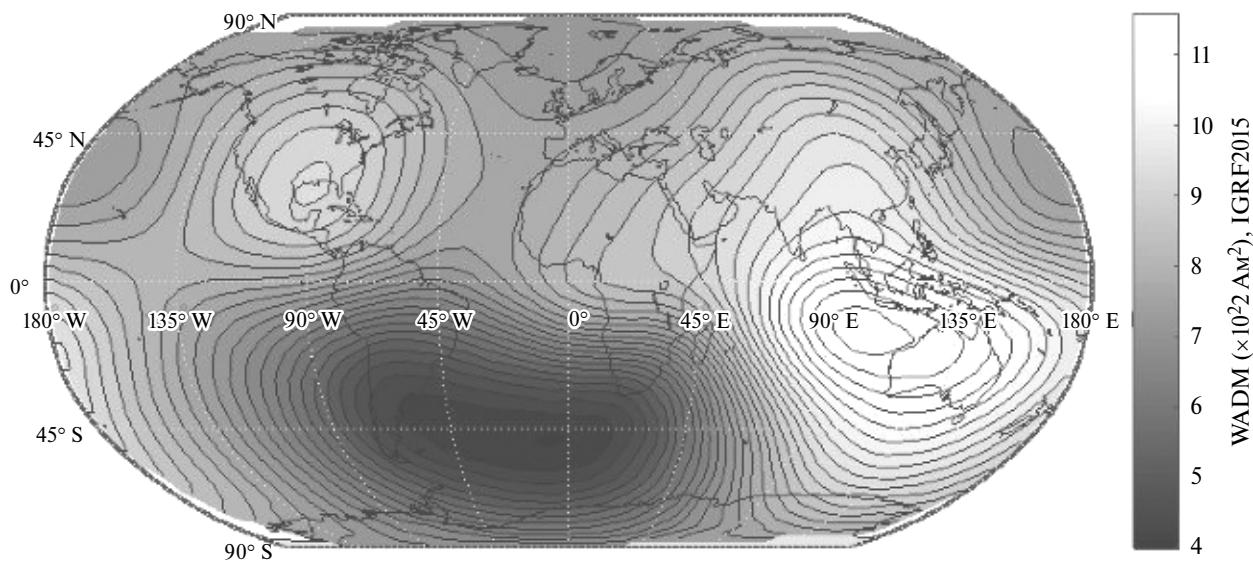 90° N
45° N
0°
180° W 135° W 90° W 45° W 0° 45° E 90° E 135° E 180° E
45° S
90° S
11
10
9
8
7
6
5
4
WADM (×10²² Aм²), IGRF2015